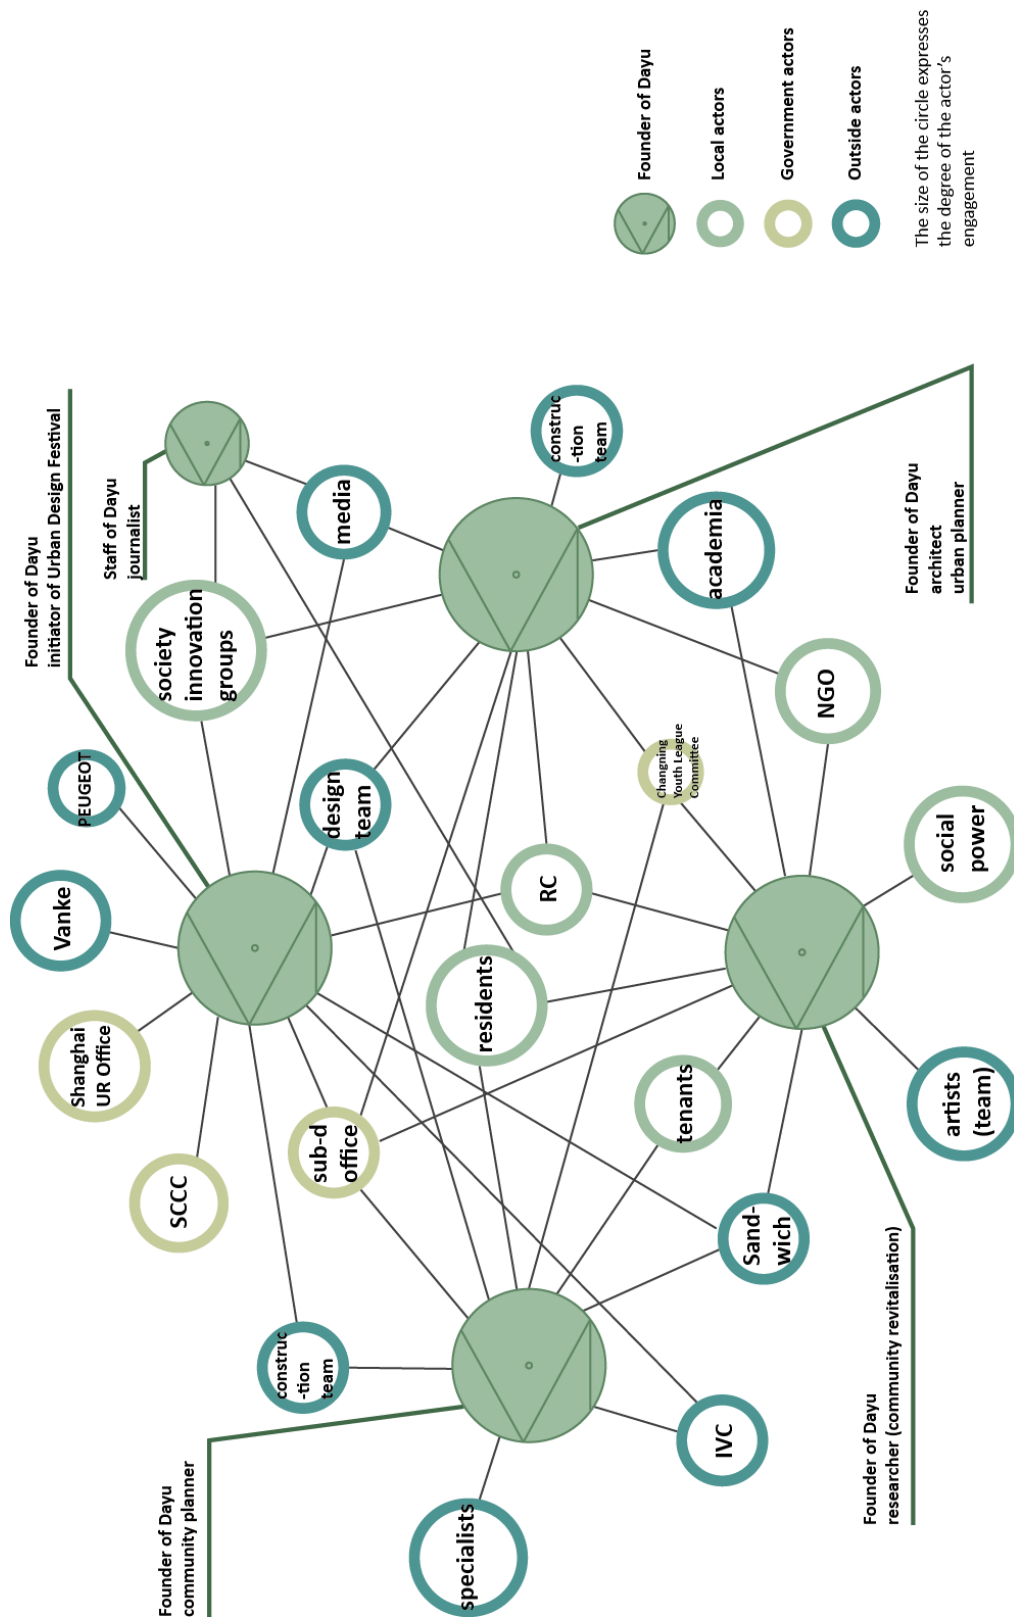 Founder of Dayu
community planner
Founder of Dayu
initiator of Urban Design Festival
Staff of Dayu
journalist
SCCC
Shanghai
UR Office
Vanke
PEUGEOT
society
innovation
groups
construc
-tion
team
sub-d
office
design
team
media
specialists
residents
RC
construc
-tion
team
IVC
Sand-
wich
tenants
Changning
Youth League
Committee
academia
NGO
artists
(team)
social
power
Founder of Dayu
researcher (community revitalisation)
Founder of Dayu
architect
urban planner
Founder of Dayu
Local actors
Government actors
Outside actors
The size of the circle expresses
the degree of the actor's
engagement